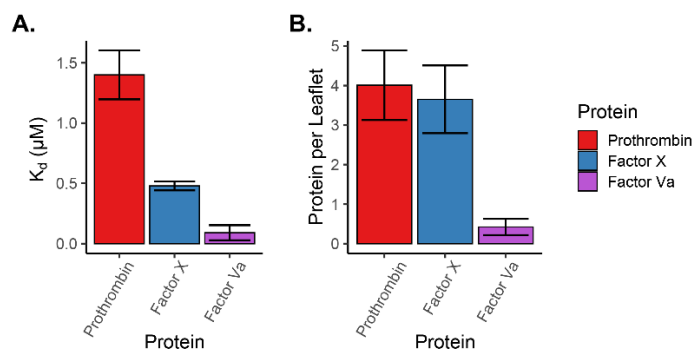 A.
K_d (µM)
1.5
1.0
0.5
0.0
Prothrombin
Factor X
Factor Va
Protein
B.
Protein per Leaflet
5
4
3
2
1
0
Prothrombin
Factor X
Factor Va
Protein
Protein
Prothrombin
Factor X
Factor Va